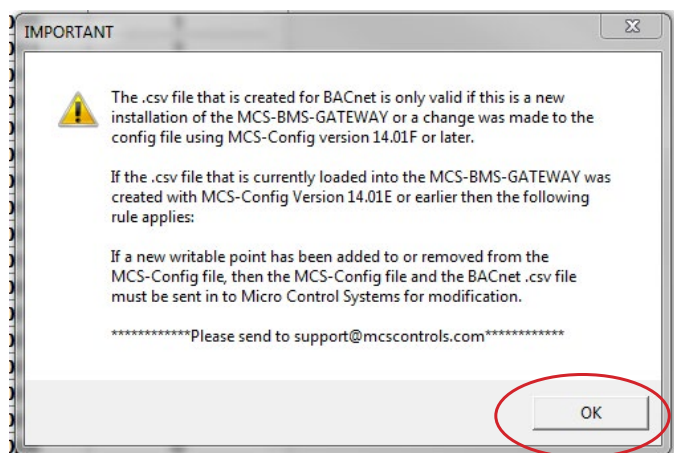 IMPORTANT
The .csv file that is created for BACnet is only valid if this is a new
installation of the MCS-BMS-GATEWAY or a change was made to the
config file using MCS-Config version 14.01F or later.
If the .csv file that is currently loaded into the MCS-BMS-GATEWAY was
created with MCS-Config Version 14.01E or earlier then the following
rule applies:
If a new writable point has been added to or removed from the
MCS-Config file, then the MCS-Config file and the BACnet .csv file
must be sent in to Micro Control Systems for modification.
************Please send to support@mcscontrols.com************
OK